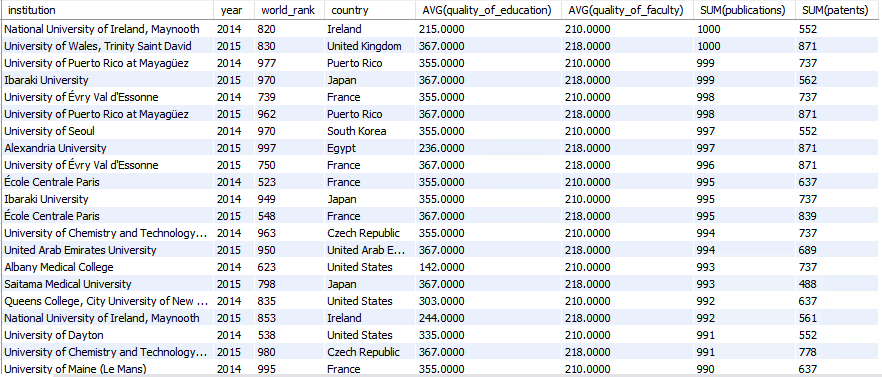 institution year world_rank country AVG(quality_of_education) AVG(quality_of_faculty) SUM(publications) SUM(patents)
National University of Ireland, Maynooth 2014 820 Ireland 215.0000 210.0000 1000 552
University of Wales, Trinity Saint David 2015 830 United Kingdom 367.0000 218.0000 1000 871
University of Puerto Rico at Mayagüez 2014 977 Puerto Rico 355.0000 210.0000 999 737
Ibaraki University 2015 970 Japan 367.0000 218.0000 999 562
University of Évry Val d'Essonne 2014 739 France 355.0000 210.0000 998 737
University of Puerto Rico at Mayagüez 2015 962 Puerto Rico 367.0000 218.0000 998 871
University of Seoul 2014 970 South Korea 355.0000 210.0000 997 552
Alexandria University 2015 997 Egypt 236.0000 218.0000 997 871
University of Évry Val d'Essonne 2015 750 France 367.0000 218.0000 996 871
École Centrale Paris 2014 523 France 355.0000 210.0000 995 637
Ibaraki University 2014 949 Japan 355.0000 210.0000 995 737
École Centrale Paris 2015 548 France 367.0000 218.0000 995 839
University of Chemistry and Technology... 2014 963 Czech Republic 355.0000 210.0000 994 737
United Arab Emirates University 2015 950 United Arab E... 367.0000 218.0000 994 689
Albany Medical College 2014 623 United States 142.0000 210.0000 993 737
Saitama Medical University 2015 798 Japan 367.0000 218.0000 993 488
Queens College, City University of New ... 2014 835 United States 303.0000 210.0000 992 637
National University of Ireland, Maynooth 2015 853 Ireland 244.0000 218.0000 992 561
University of Dayton 2014 538 United States 335.0000 210.0000 991 552
University of Chemistry and Technology... 2015 980 Czech Republic 367.0000 218.0000 991 778
University of Maine (Le Mans) 2014 995 France 355.0000 210.0000 990 637